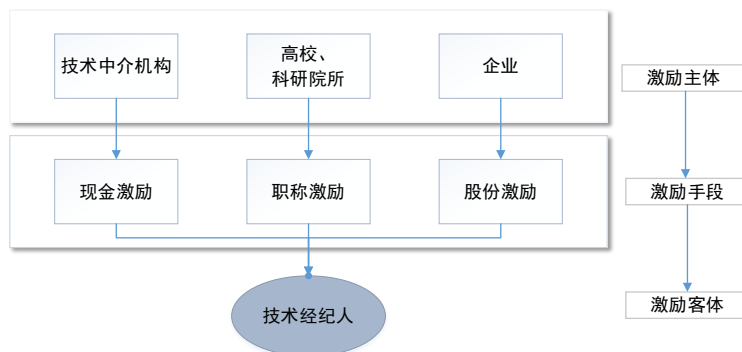 技术中介机构
高校、
科研院所
企业
激励主体
现金激励
职称激励
股份激励
激励手段
技术经纪人
激励客体